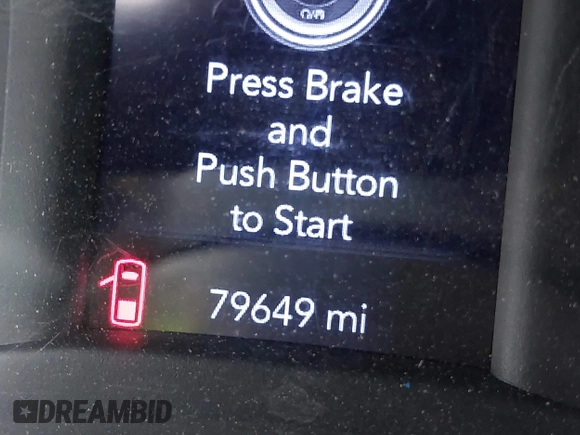 Press Brake
and
Push Button
to Start
79649 mi
DREAMBID